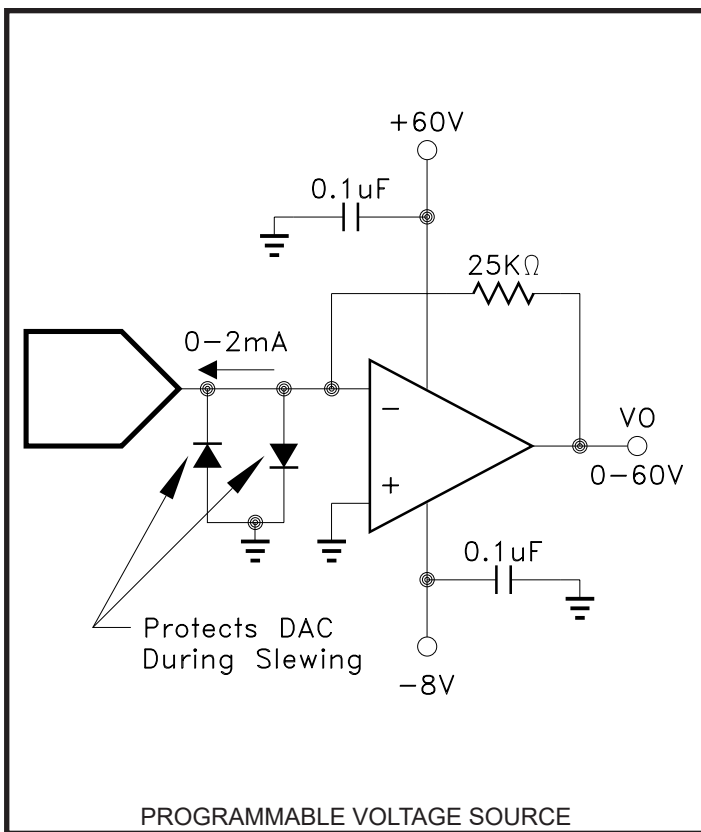 +60V
0.1uF
25KΩ
0-2mA
−
+
VO
0-60V
0.1uF
Protects DAC
During Slewing
-8V
PROGRAMMABLE VOLTAGE SOURCE